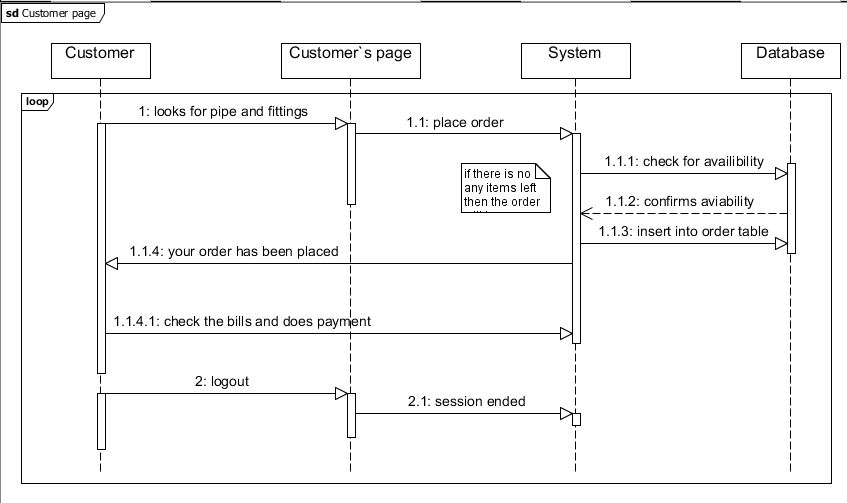 sd Customer page
Customer
Customer`s page
System
Database
loop
1: looks for pipe and fittings
1.1: place order
if there is no
any items left
then the order
1.1.1: check for availibility
1.1.2: confirms aviability
1.1.3: insert into order table
1.1.4: your order has been placed
1.1.4.1: check the bills and does payment
2: logout
2.1: session ended